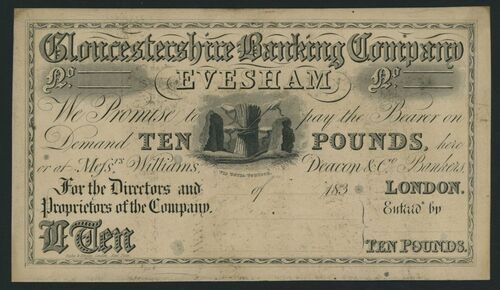 Gloucestershire Banking Company
No. EVESHAM No.
We Promise to pay the Bearer on
Demand TEN POUNDS, here
or at Messrs Williams, Deacon & Co. Bankers,
For the Directors and of 183 LONDON.
Proprietors of the Company, Entrd by
£ Ten TEN POUNDS.